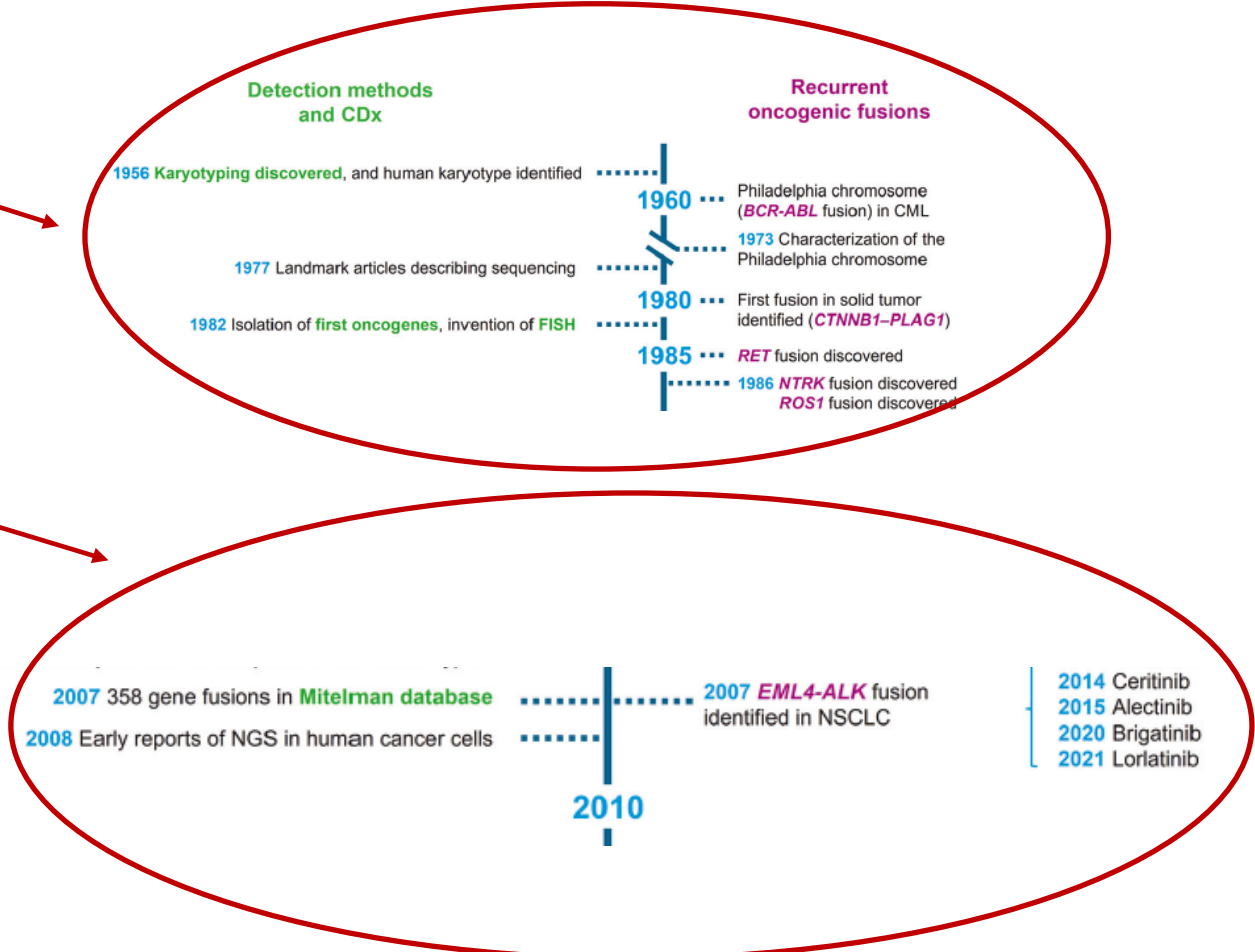 Detection methods
and CDx
Recurrent
oncogenic fusions
1956 Karyotyping discovered, and human karyotype identified
1960
Philadelphia chromosome
(BCR-ABL fusion) in CML
1973 Characterization of the
Philadelphia chromosome
1977 Landmark articles describing sequencing
1980
First fusion in solid tumor
identified (CTNNB1–PLAG1)
1982 Isolation of first oncogenes, invention of FISH
1985
RET fusion discovered
1986 NTRK fusion discovered
ROS1 fusion discovered
2007 358 gene fusions in Mitelman database
2008 Early reports of NGS in human cancer cells
2007 EML4-ALK fusion
identified in NSCLC
2014 Ceritinib
2015 Alectinib
2020 Brigatinib
2021 Lorlatinib
2010